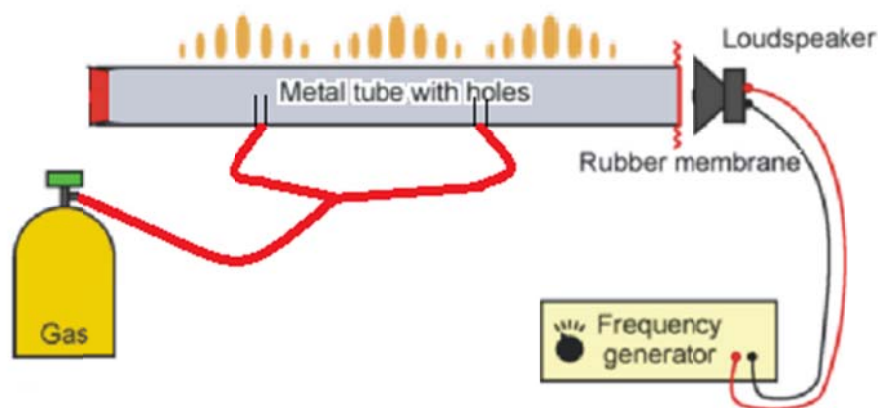 Loudspeaker
Metal tube with holes
Rubber membrane
Gas
Frequency
generator